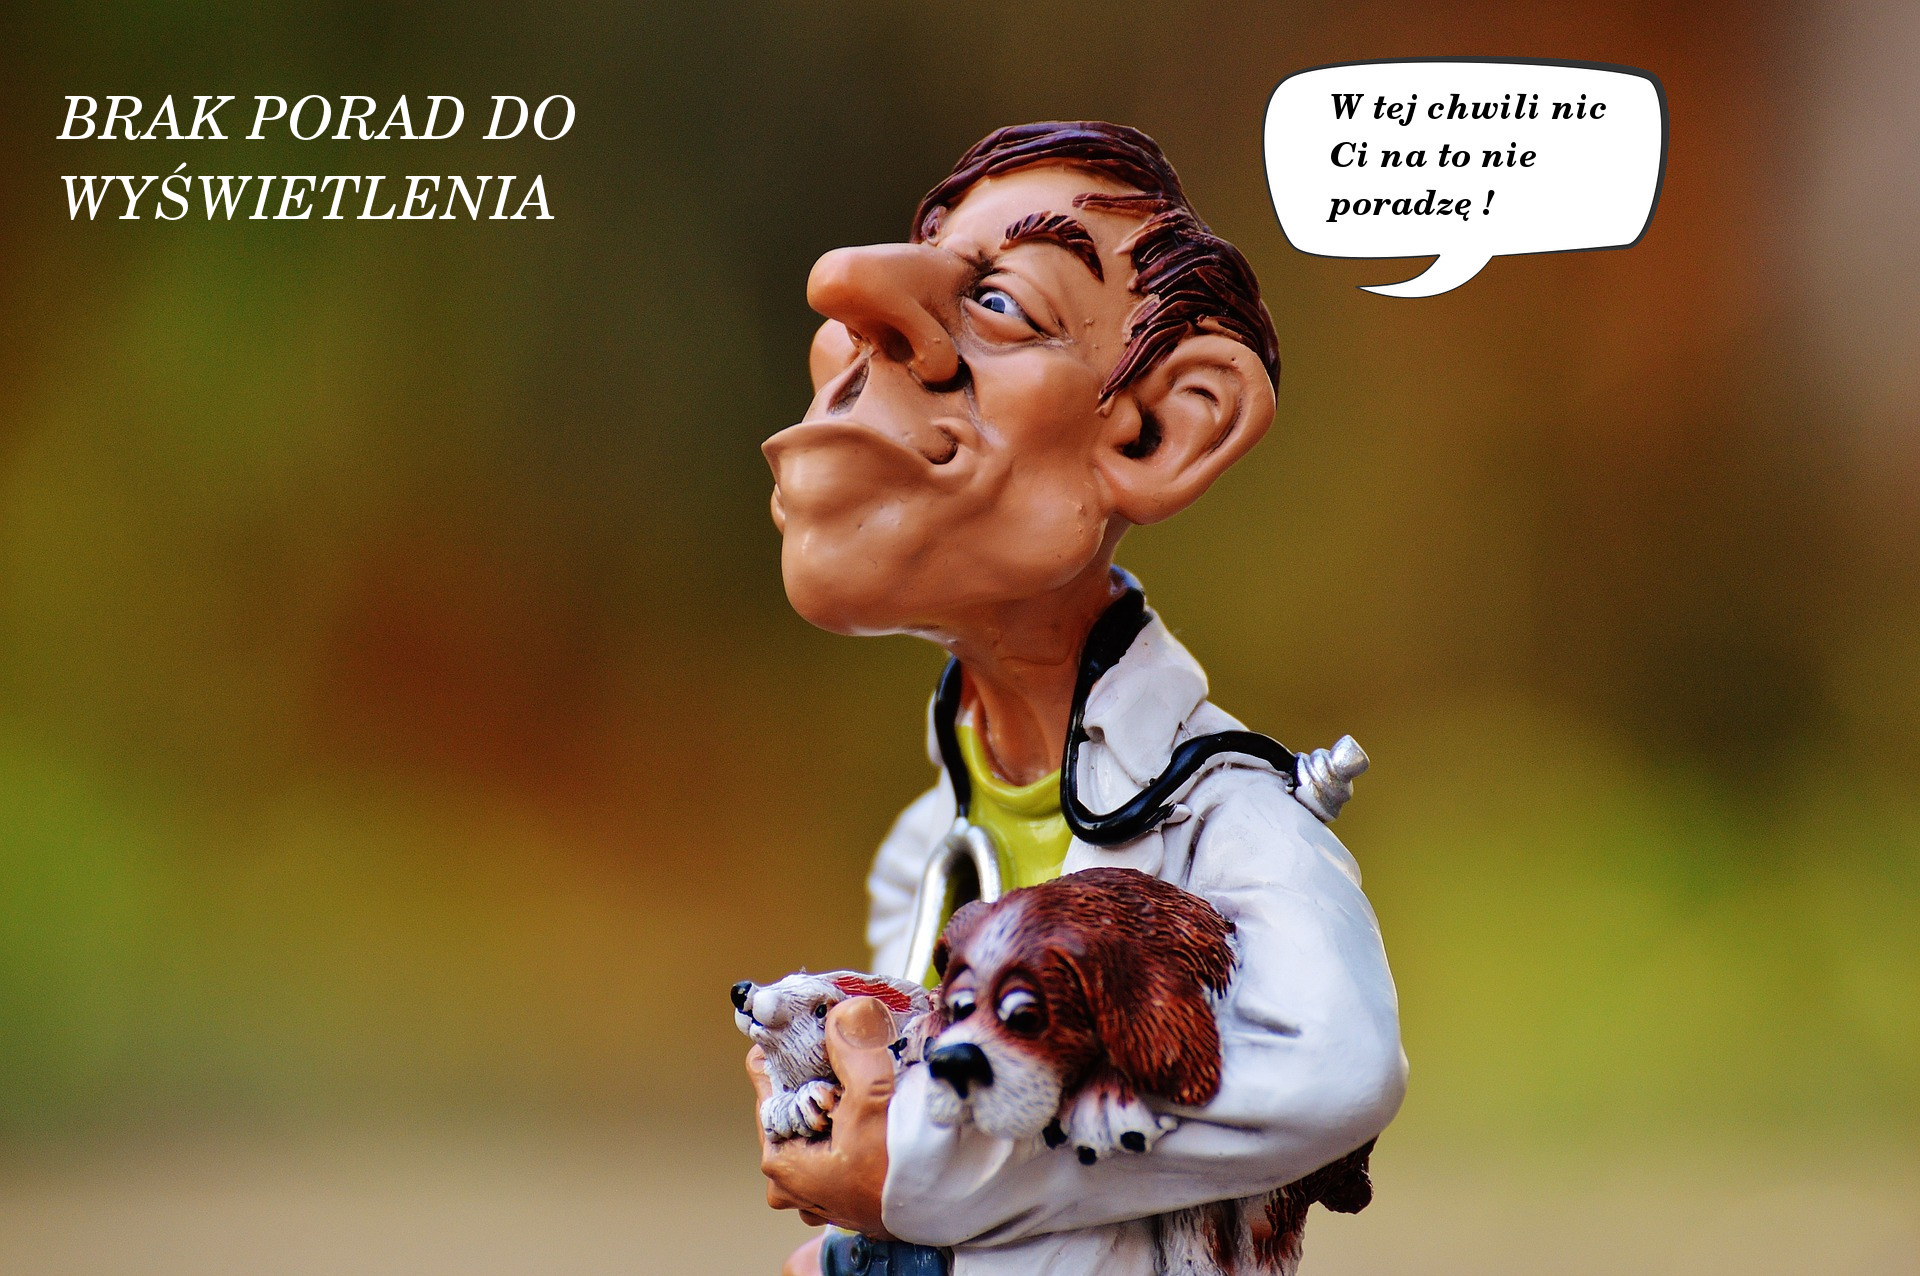 BRAK PORAD DO
WYŚWIETLENIA
W tej chwili nic
Ci na to nie
poradzę !